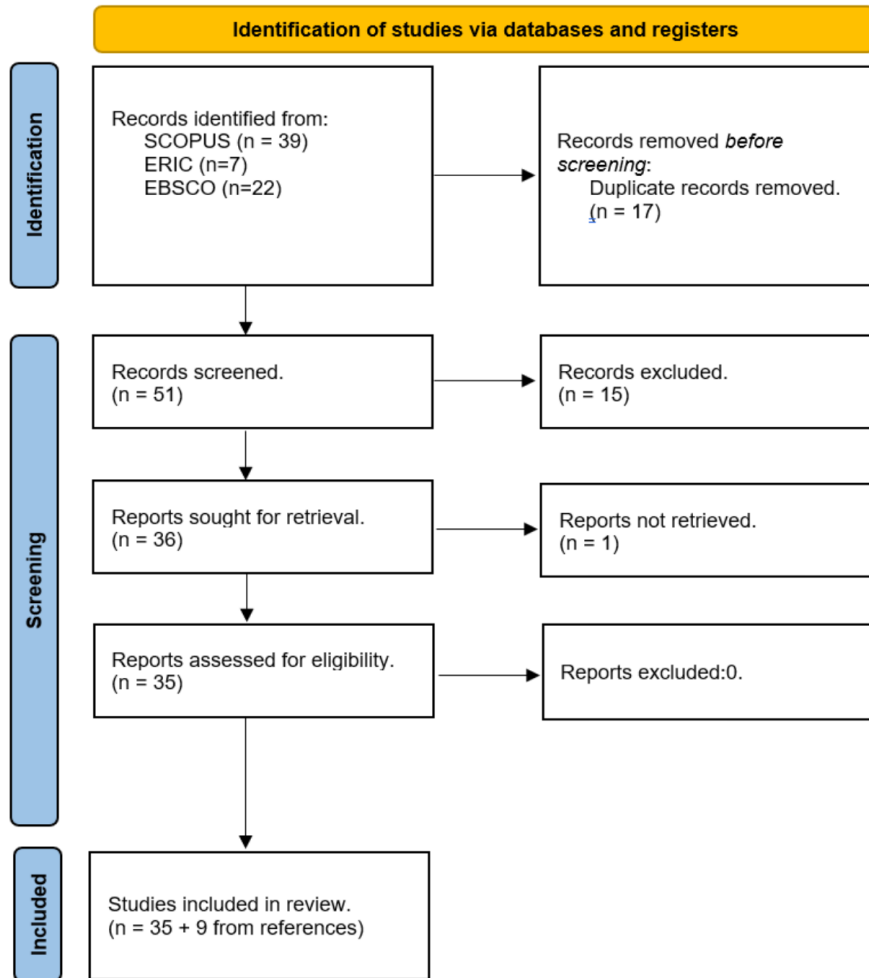 Identification of studies via databases and registers
Identification
Records identified from:
SCOPUS (n = 39)
ERIC (n=7)
EBSCO (n=22)
Records removed before
screening:
Duplicate records removed.
(n = 17)
Screening
Records screened.
(n = 51)
Records excluded.
(n = 15)
Reports sought for retrieval.
(n = 36)
Reports not retrieved.
(n = 1)
Reports assessed for eligibility.
(n = 35)
Reports excluded:0.
Included
Studies included in review.
(n = 35 + 9 from references)